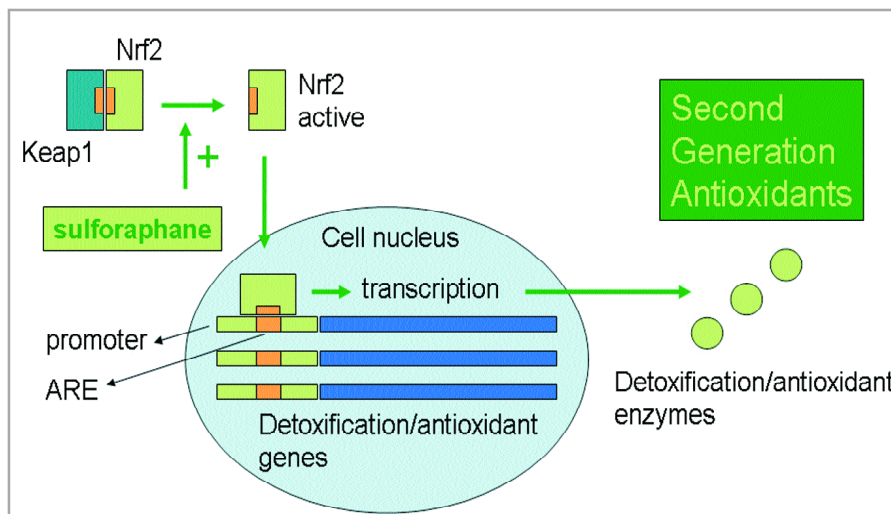 Nrf2
Nrf2
active
Keap1
+
sulforaphane
Second
Generation
Antioxidants
Cell nucleus
transcription
promoter
ARE
Detoxification/antioxidant
genes
Detoxification/antioxidant
enzymes